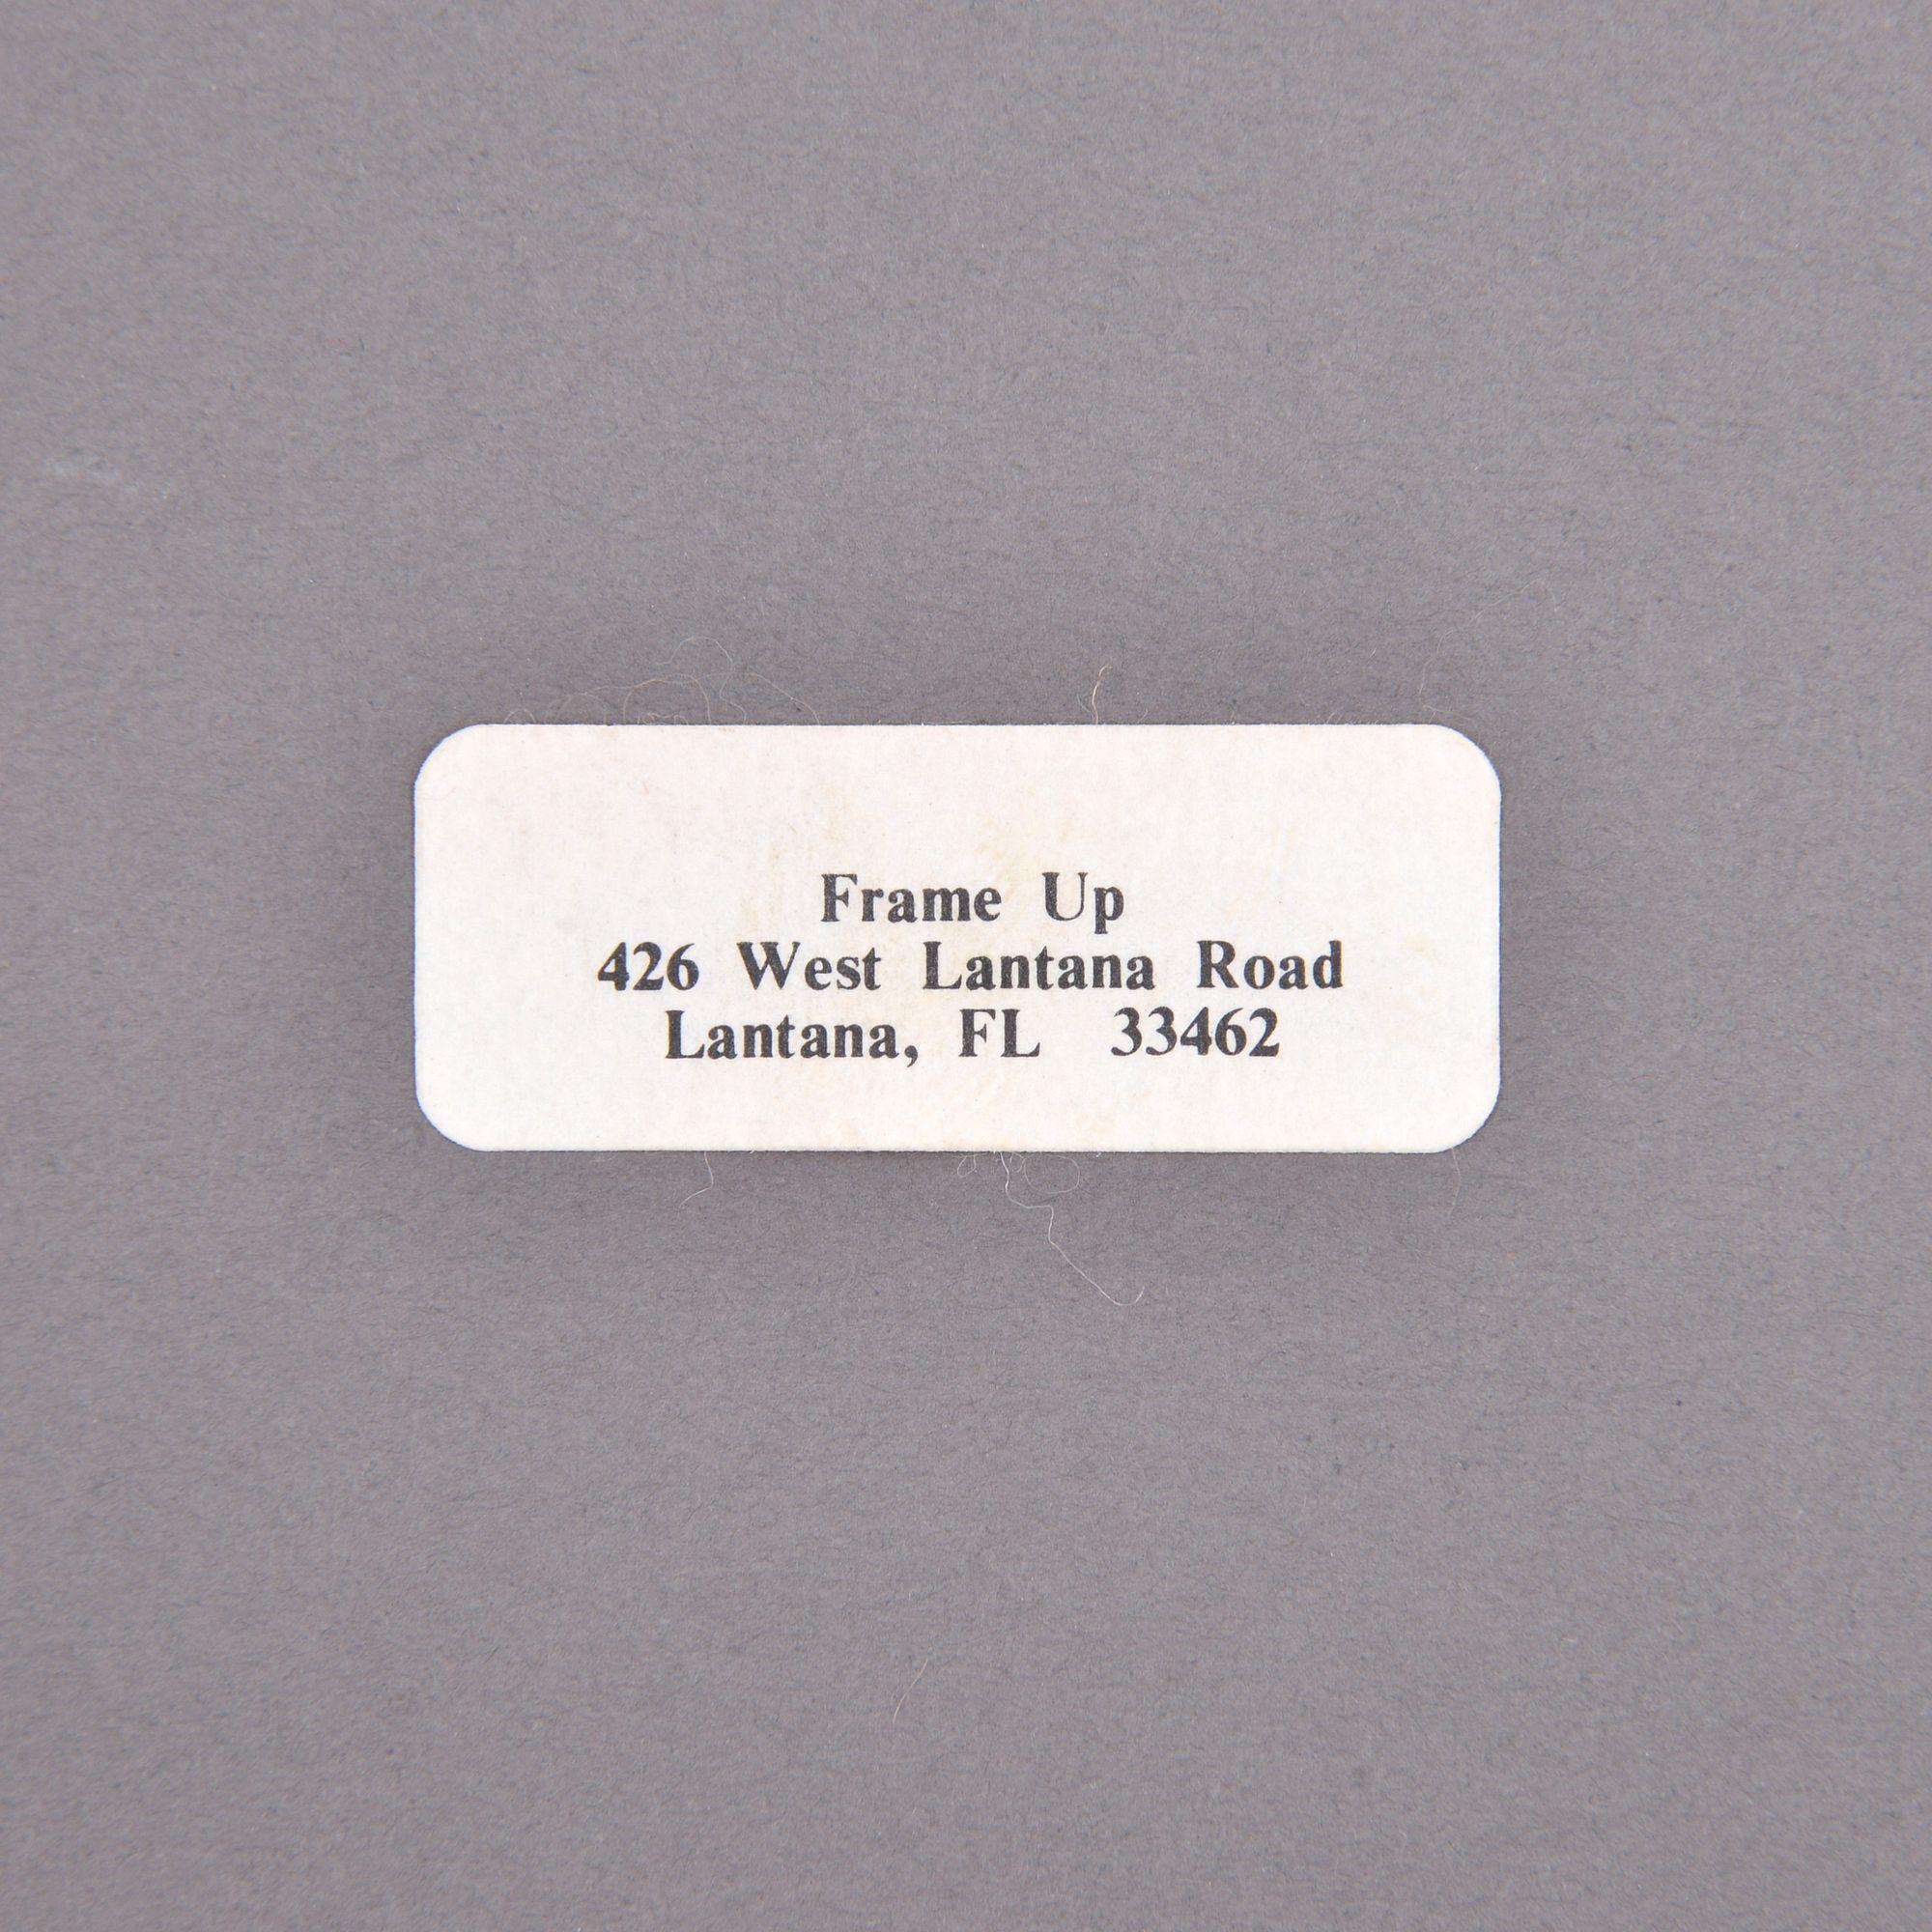 Frame Up
426 West Lantana Road
Lantana, FL 33462